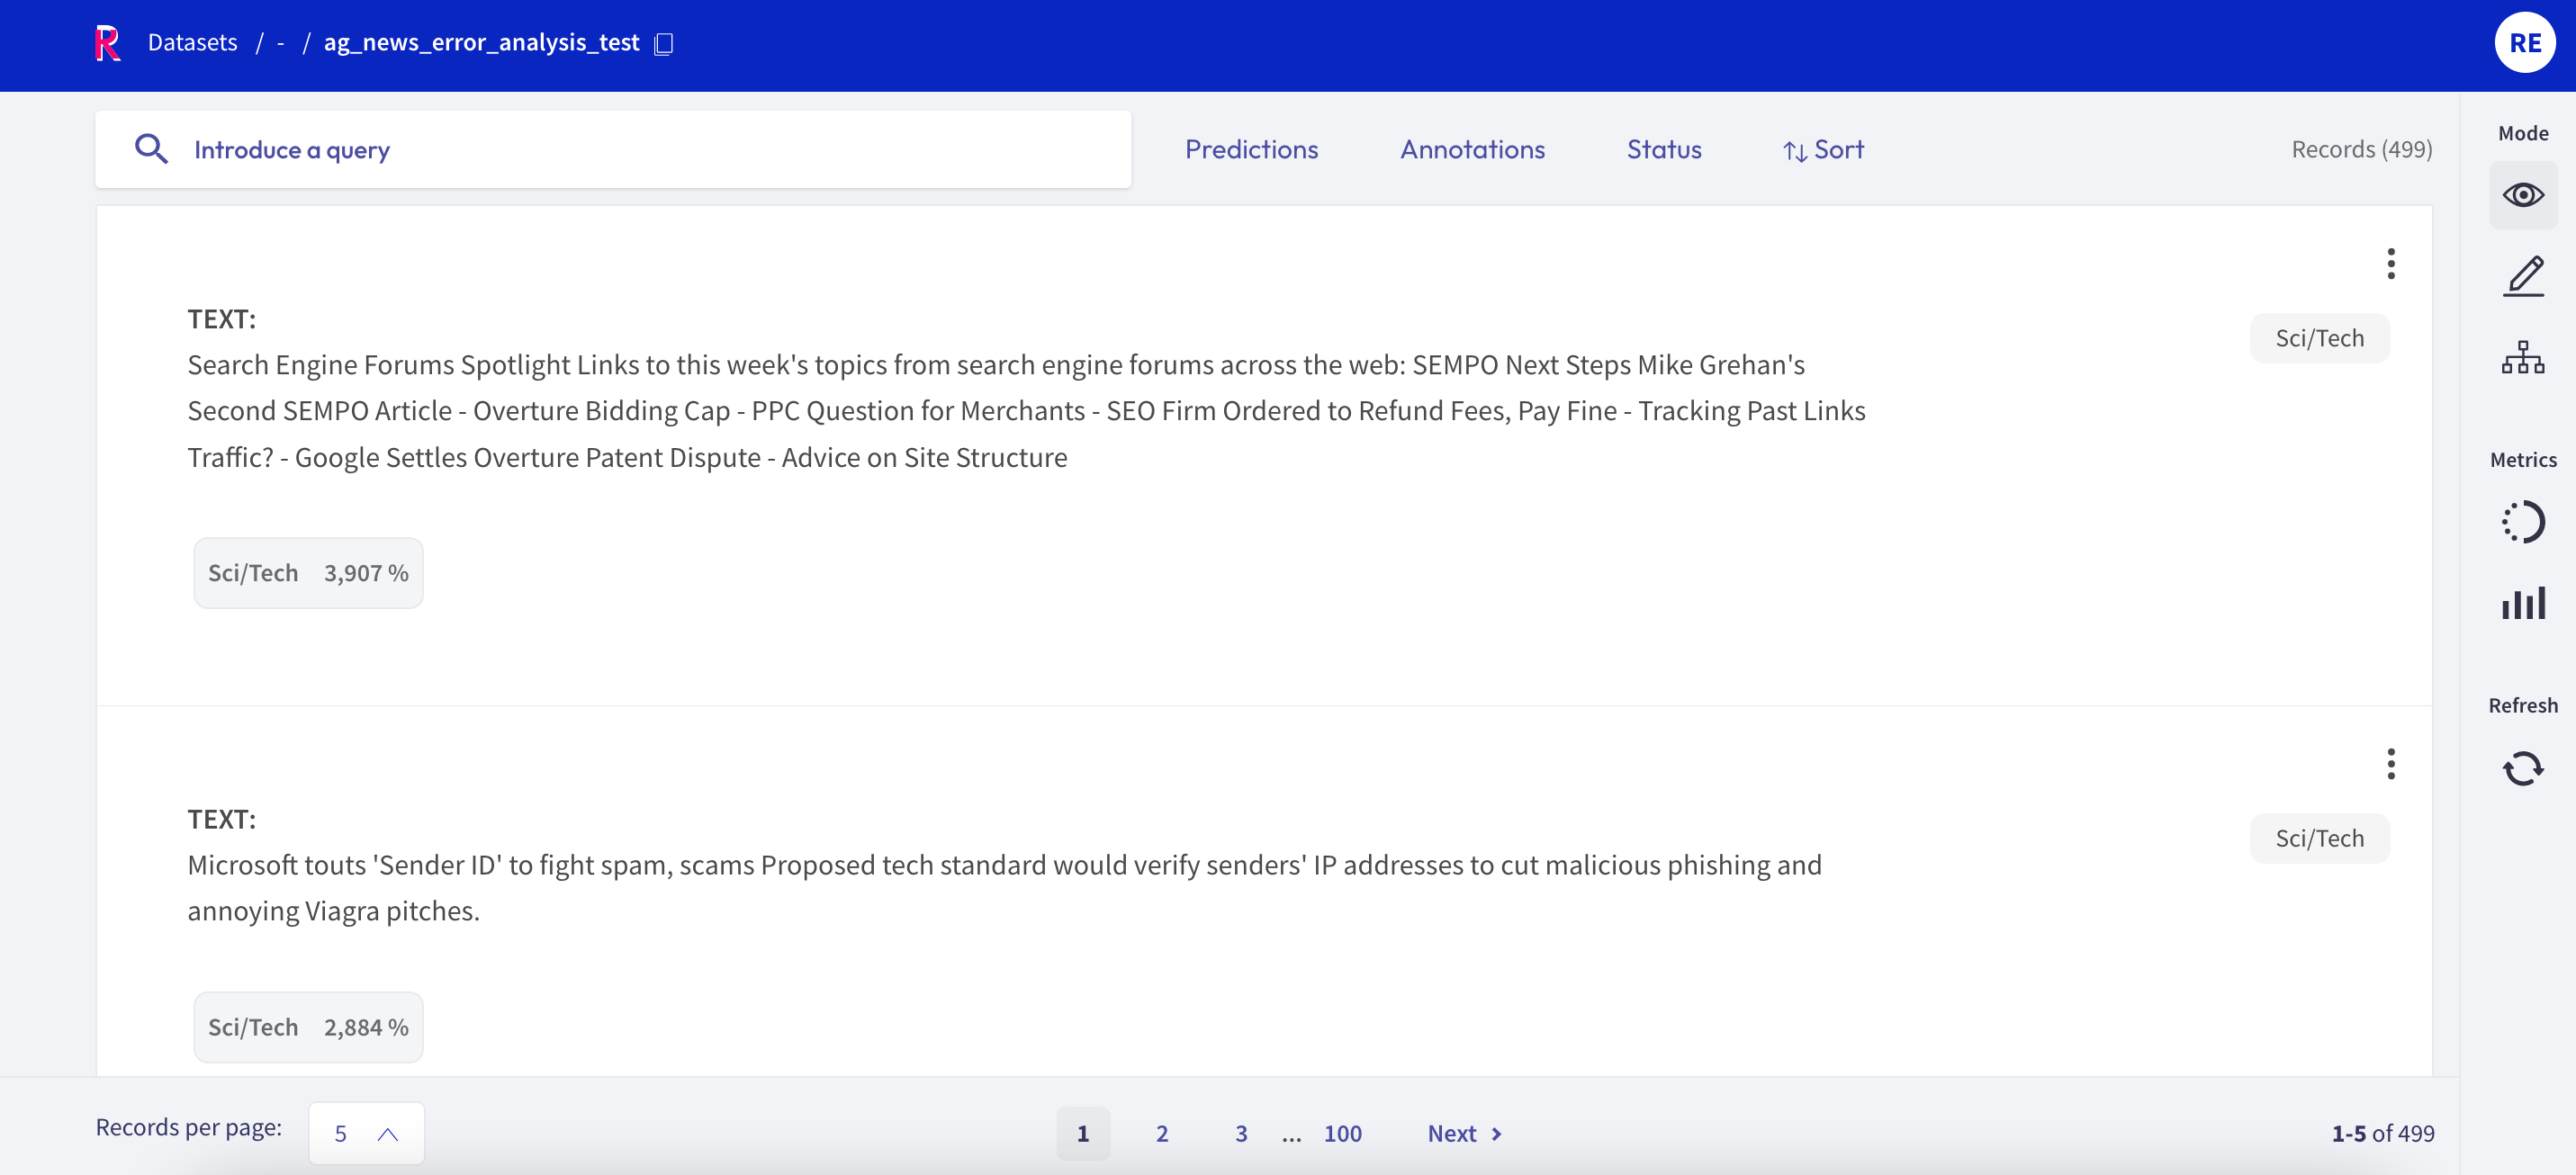 R Datasets / - / ag_news_error_analysis_test RE
Introduce a query Predictions Annotations Status Sort Records (499)
Mode
TEXT:
Sci/Tech
Search Engine Forums Spotlight Links to this week's topics from search engine forums across the web: SEMPO Next Steps Mike Grehan's
Second SEMPO Article - Overture Bidding Cap - PPC Question for Merchants - SEO Firm Ordered to Refund Fees, Pay Fine - Tracking Past Links
Traffic? - Google Settles Overture Patent Dispute - Advice on Site Structure
Metrics
Sci/Tech 3,907 %
Refresh
TEXT:
Sci/Tech
Microsoft touts 'Sender ID' to fight spam, scams Proposed tech standard would verify senders' IP addresses to cut malicious phishing and
annoying Viagra pitches.
Sci/Tech 2,884 %
Records per page: 5 1 2 3 ... 100 Next 1-5 of 499